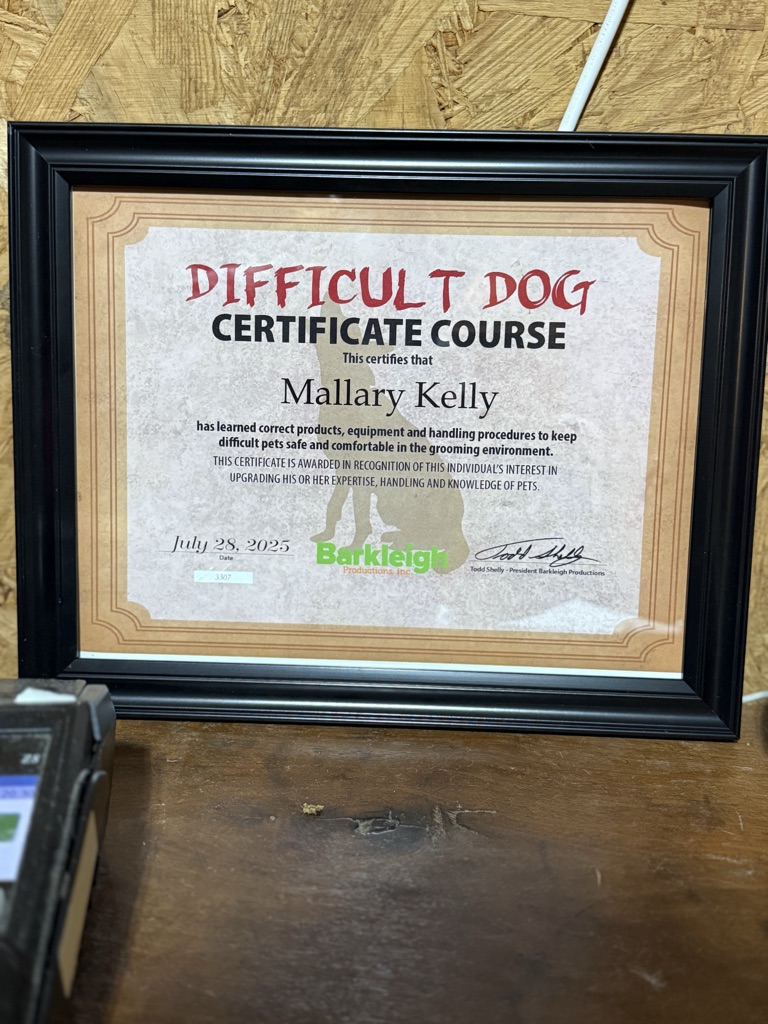 DIFFICULT DOG
CERTIFICATE COURSE
This certifies that
Mallary Kelly
has learned correct products, equipment and handling procedures to keep
difficult pets safe and comfortable in the grooming environment.
THIS CERTIFICATE IS AWARDED IN RECOGNITION OF THIS INDIVIDUAL'S INTEREST IN
UPGRADING HIS OR HER EXPERTISE, HANDLING AND KNOWLEDGE OF PETS.
July 28, 2025
Date
3307
Barkleigh
Productions, Inc.
Todd Shelly
Todd Shelly - President Barkleigh Productions